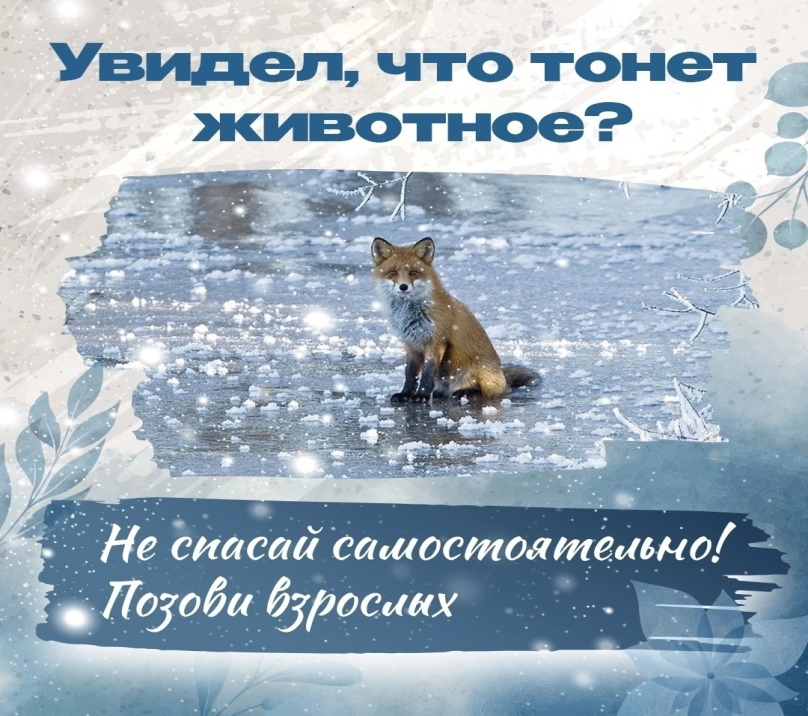 Увидел, что тонет
животное?
Не спасай самостоятельно!
Позови взрослых